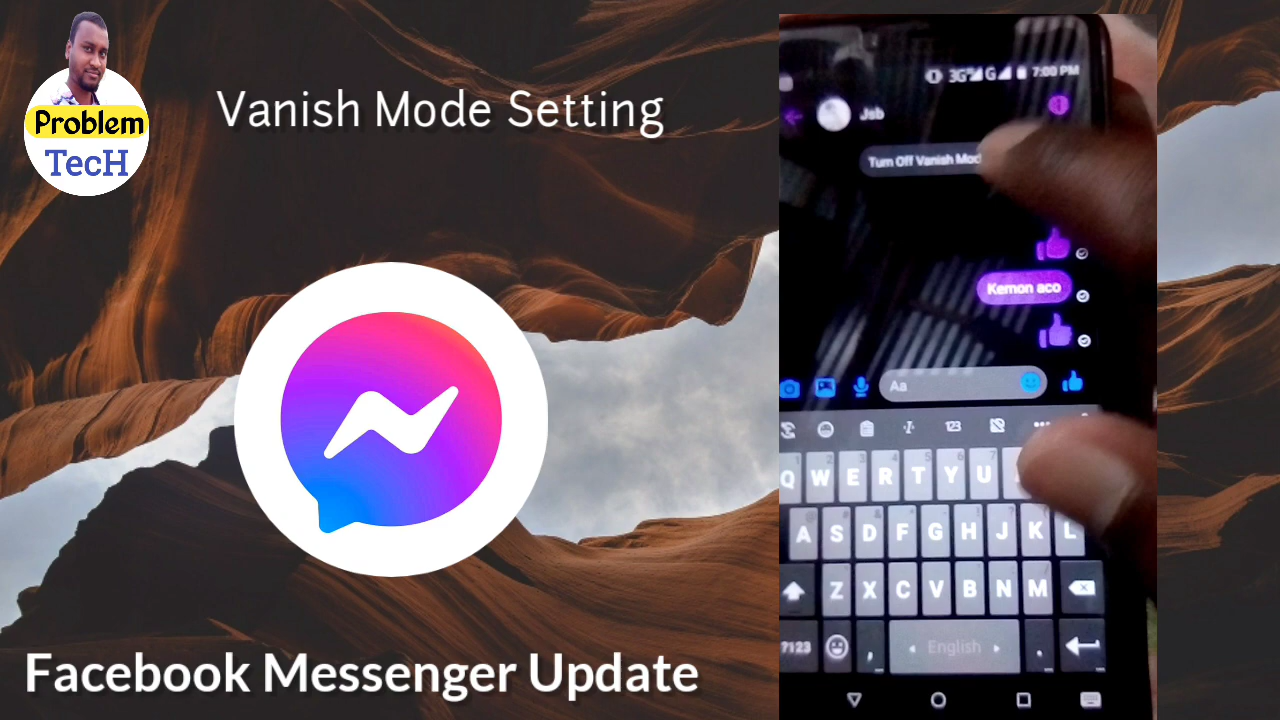 Problem
TecH
Vanish Mode Setting
Facebook Messenger Update
3G G 7:00 PM
Jsb
Turn Off Vanish
Kemon aco
Aa
123
Q W E R T Y U
A S D F G H J K L
Z X C V B N M
?123 , English .